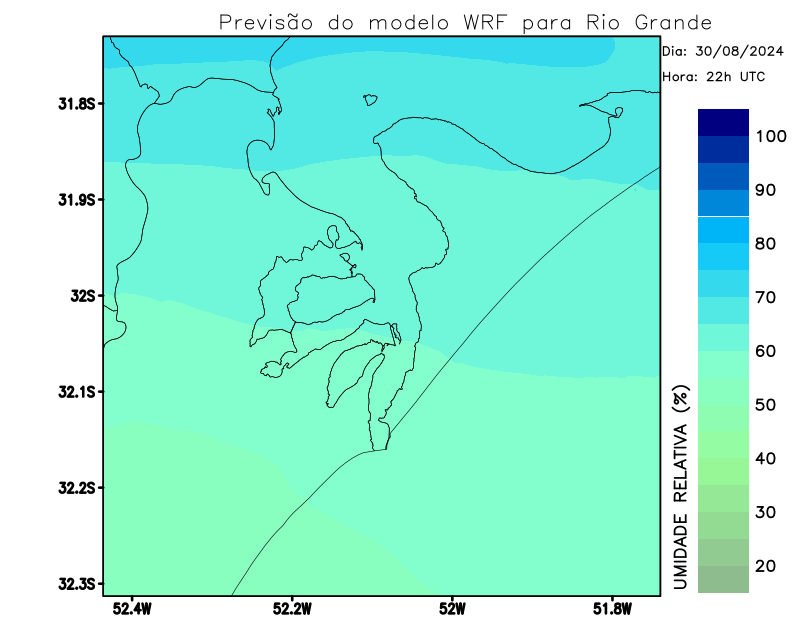 Previsão do modelo WRF para Rio Grande
Dia: 30/08/2024
Hora: 22h UTC
31.8S
31.9S
32S
32.1S
32.2S
32.3S
52.4W
52.2W
52W
51.8W
UMIDADE RELATIVA (%)
100
90
80
70
60
50
40
30
20